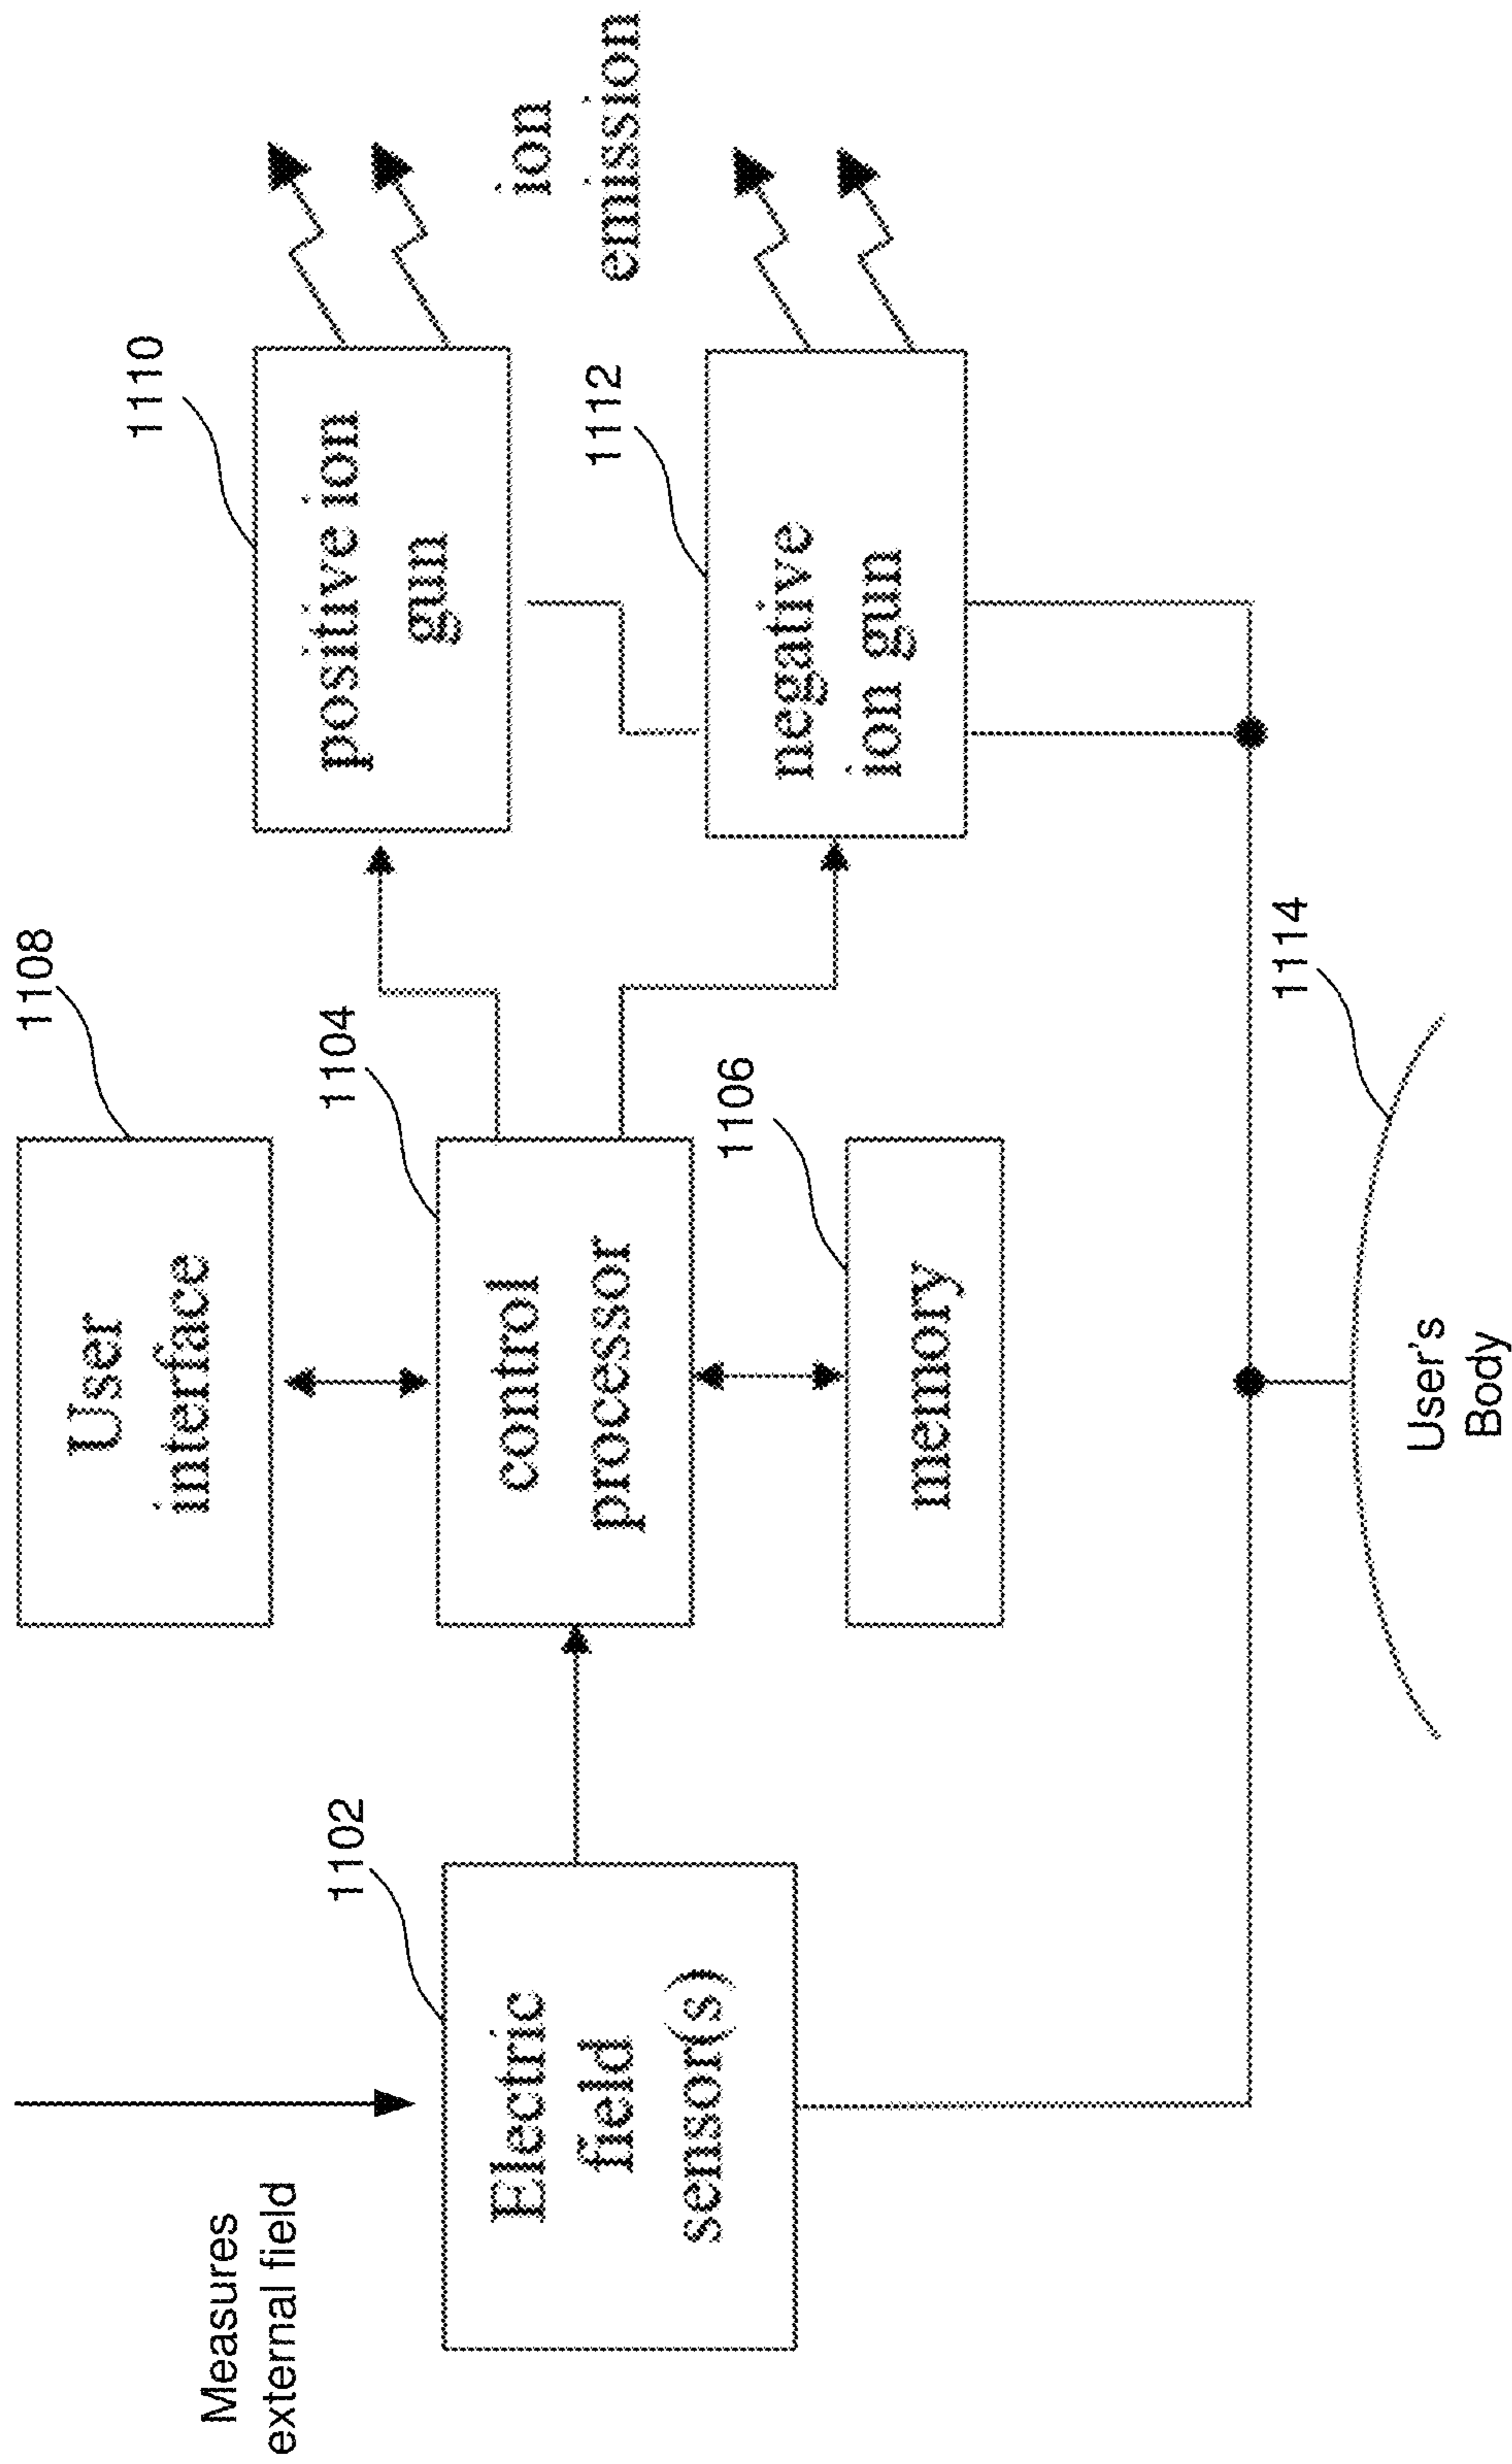 Measures
external field
1102
Electric
field
sensor(s)
1108
User
interface
1104
control
processor
1106
memory
1110
positive ion
gun
1112
negative
ion gun
ion
emission
1114
User's
Body